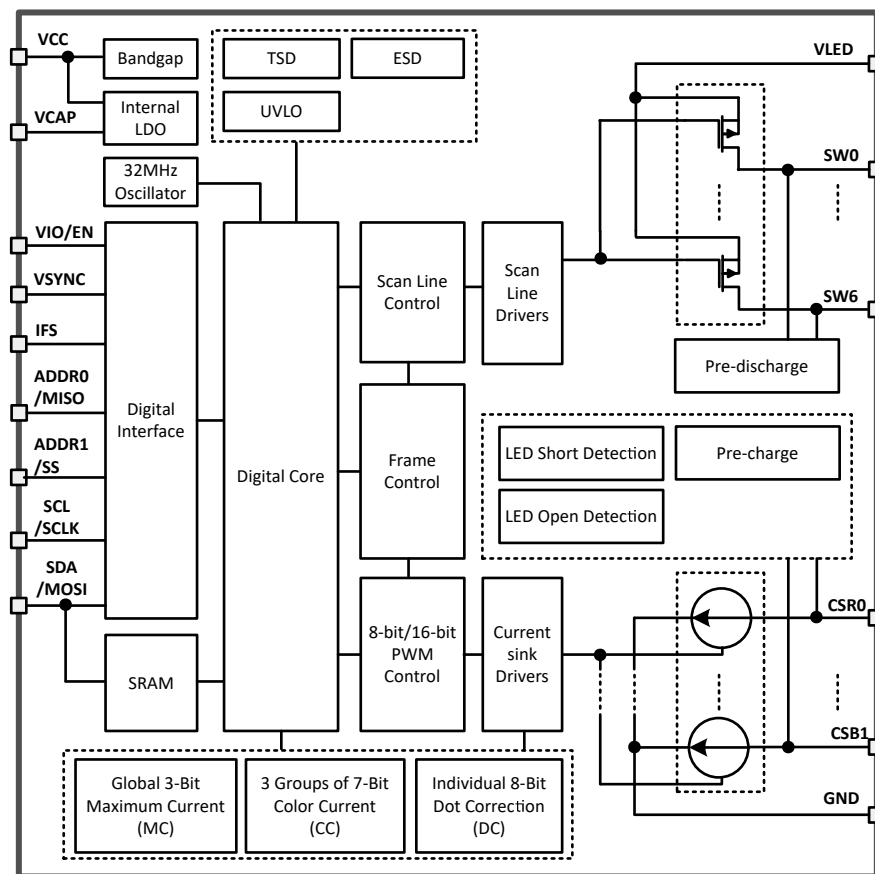 VCC
VCAP
Bandgap
Internal
LDO
32MHz
Oscillator
TSD
ESD
UVLO
VLED
SW0
SW6
VIO/EN
VSYNC
IFS
ADDR0
/MISO
ADDR1
/SS
SCL
/SCLK
SDA
/MOSI
Digital
Interface
SRAM
Digital Core
Scan Line
Control
Scan
Line
Drivers
Pre-discharge
Frame
Control
LED Short Detection
Pre-charge
LED Open Detection
8-bit/16-bit
PWM
Control
Current
sink
Drivers
CSR0
CSB1
GND
Global 3-Bit
Maximum Current
(MC)
3 Groups of 7-Bit
Color Current
(CC)
Individual 8-Bit
Dot Correction
(DC)